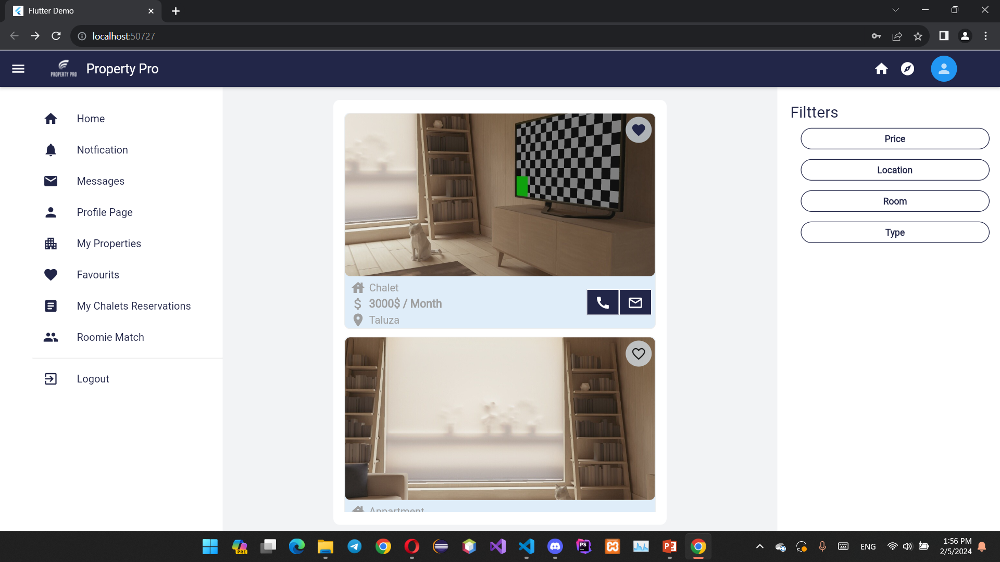 Flutter Demo
localhost:50727
PROPERTY PRO
Property Pro
Home
Notfication
Messages
Profile Page
My Properties
Favourits
My Chalets Reservations
Roomie Match
Logout
Chalet
3000$ / Month
Taluza
Appartment
Filtters
Price
Location
Room
Type
PRE
PS
P
ENG
1:56 PM
2/5/2024